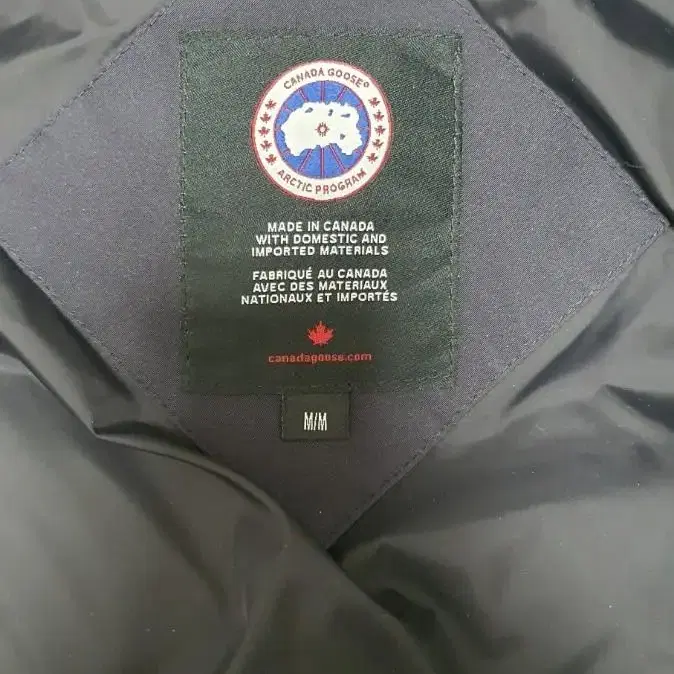 CANADA GOOSE®
ARCTIC PROGRAM
MADE IN CANADA
WITH DOMESTIC AND
IMPORTED MATERIALS
FABRIQUÉ AU CANADA
AVEC DES MATERIAUX
NATIONAUX ET IMPORTÉS
canadagoose.com
M/M